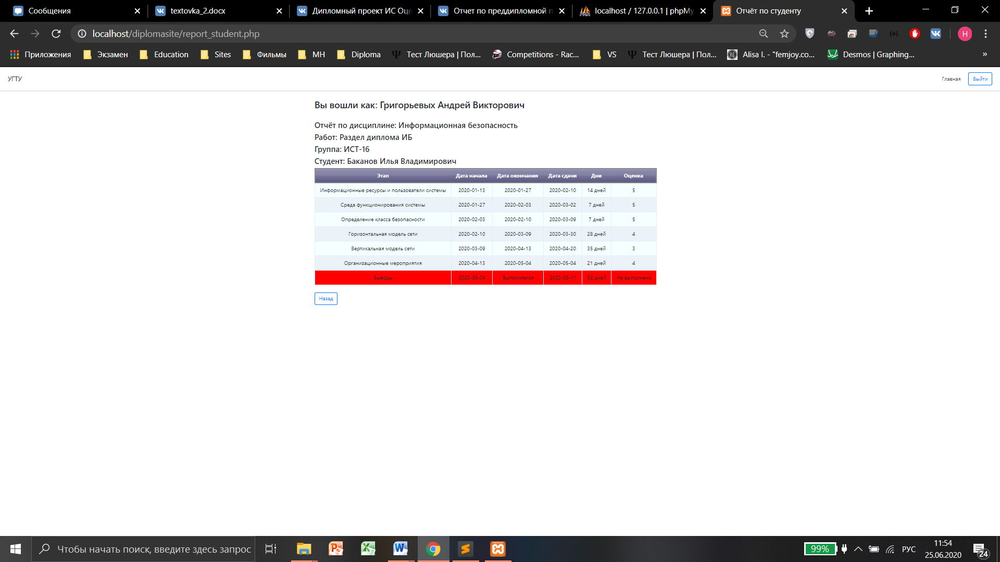 Сообщения
textovka_2.docx
Дипломный проект ИС Оце
Отчет по преддипломной п
localhost / 127.0.0.1 | phpMy
Отчёт по студенту
localhost/diplomasite/report_student.php
H
Приложения
Экзамен
Education
Sites
Фильмы
МН
Diploma
Тест Люшера | Пол...
Competitions - Rac...
VS
Тест Люшера | Пол...
Alisa I. - "femjoy.co...
Desmos | Graphing...
»
УГТУ
Главная
Выйти
Вы вошли как: Григорьевых Андрей Викторович
Отчёт по дисциплине: Информационная безопасность
Работ: Раздел диплома ИБ
Группа: ИСТ-16
Студент: Баканов Илья Владимирович
Этап Дата начала Дата окончания Дата сдачи Дни Оценка
Информационные ресурсы и пользователи системы 2020-01-13 2020-01-27 2020-02-10 14 дней 5
Среда функционирования системы 2020-01-27 2020-02-03 2020-03-02 7 дней 5
Определение класса безопасности 2020-02-03 2020-02-10 2020-03-09 7 дней 5
Горизонтальная модель сети 2020-02-10 2020-03-09 2020-03-30 28 дней 4
Вертикальная модель сети 2020-03-09 2020-04-13 2020-04-20 35 дней 3
Организационные мероприятия 2020-04-13 2020-05-04 2020-05-04 21 дней 4
Выводы 2020-05-04 Выполняется 2020-05-11 52 дней Не выполнено
Назад
Чтобы начать поиск, введите здесь запрос
99%
РУС
11:54
25.06.2020
24